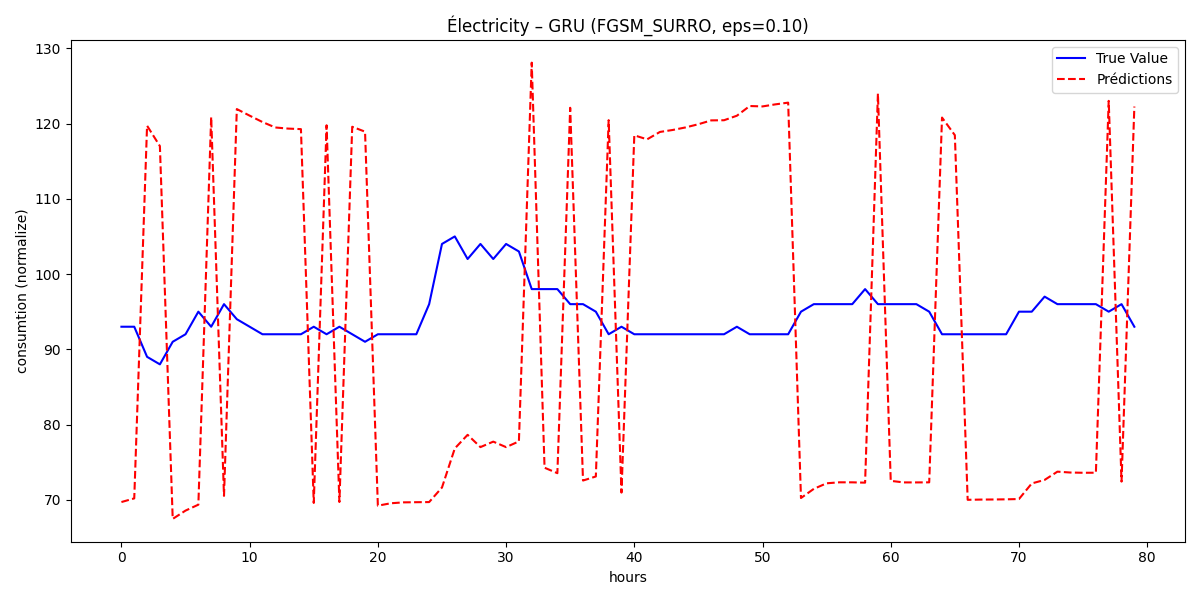 Électricity – GRU (FGSM_SURRO, eps=0.10)
True Value
Prédictions
130
120
110
100
90
80
70
consumtion (normalize)
0 10 20 30 40 50 60 70 80
hours